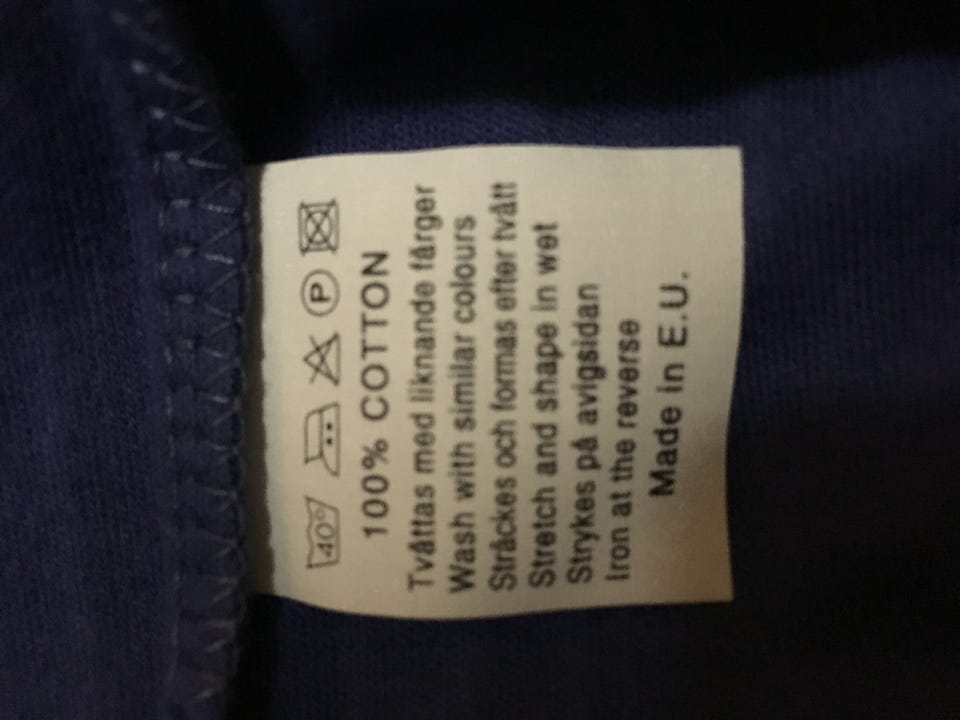 40° P
100% COTTON
Tvättas med liknande färger
Wash with similar colours
Sträckes och formas efter tvätt
Stretch and shape in wet
Strykes på avigsidan
Iron at the reverse
Made in E.U.